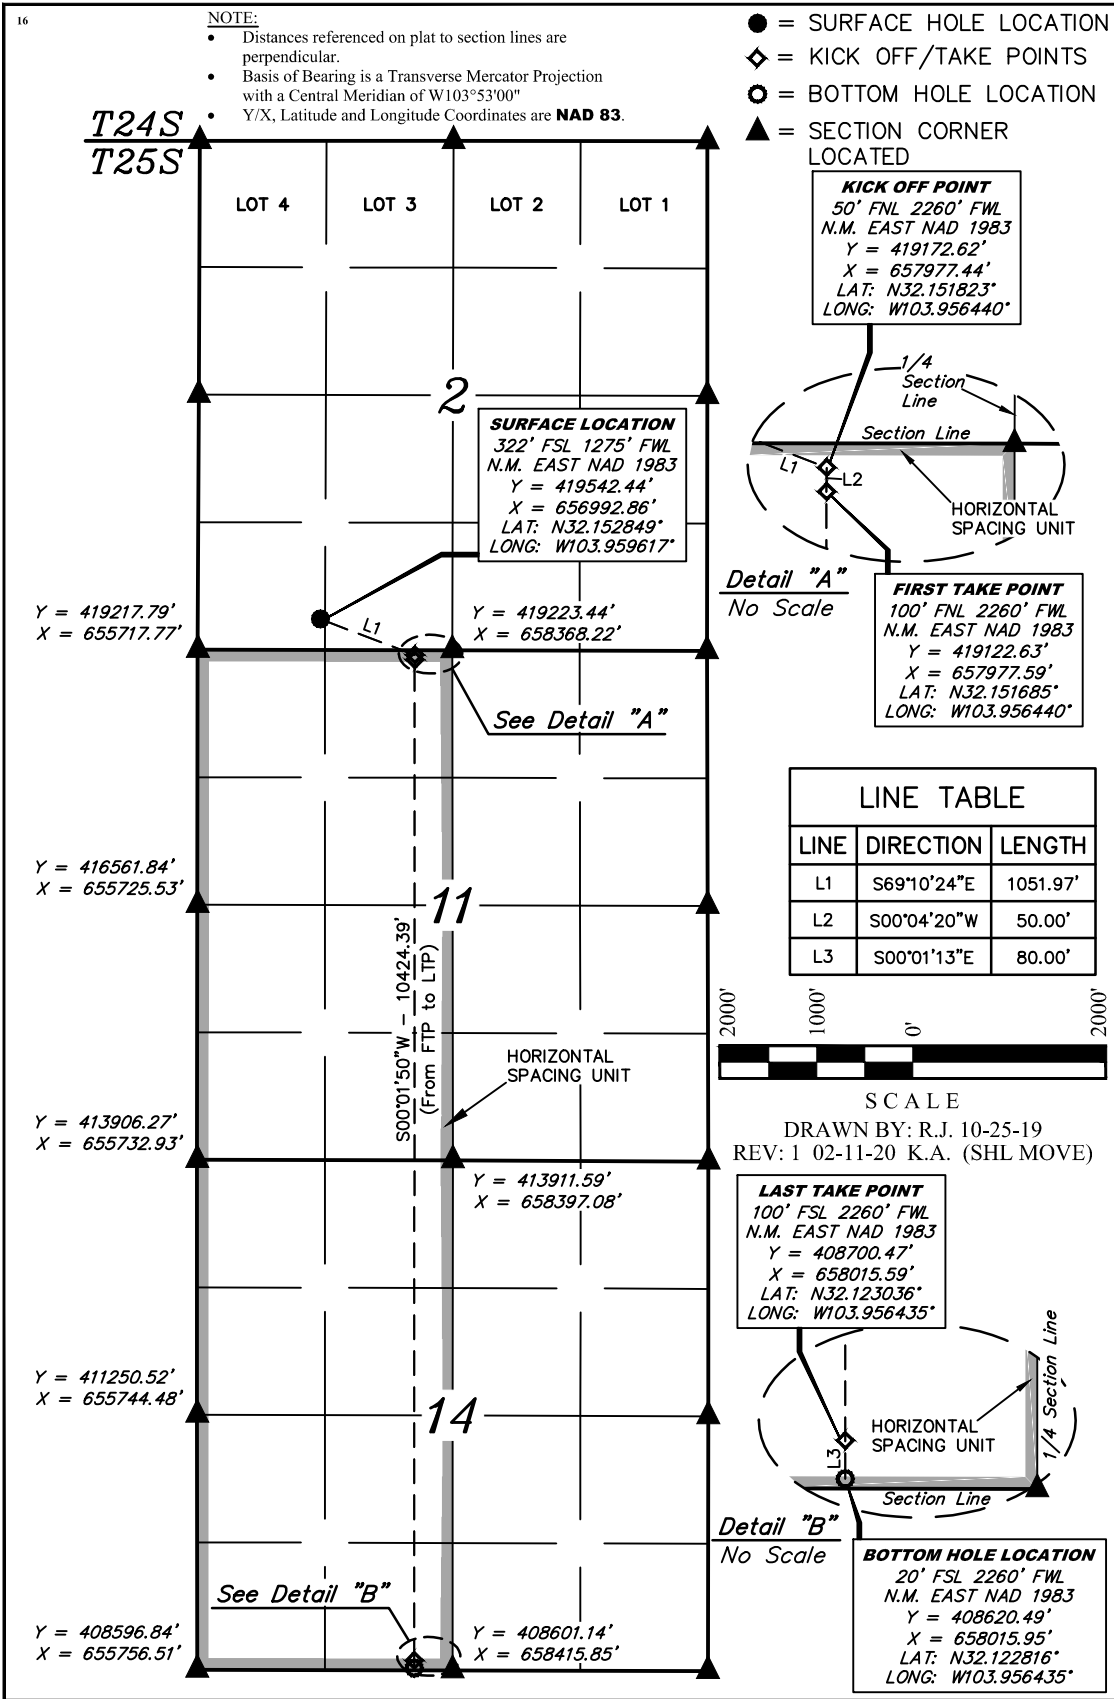 16
NOTE:
• Distances referenced on plat to section lines are
perpendicular.
• Basis of Bearing is a Transverse Mercator Projection
with a Central Meridian of W103°53'00"
• Y/X, Latitude and Longitude Coordinates are NAD 83.
● = SURFACE HOLE LOCATION
◇ = KICK OFF/TAKE POINTS
○ = BOTTOM HOLE LOCATION
▲ = SECTION CORNER
LOCATED
T24S
T25S
LOT 4
LOT 3
LOT 2
LOT 1
KICK OFF POINT
50' FNL 2260' FWL
N.M. EAST NAD 1983
Y = 419172.62'
X = 657977.44'
LAT: N32.151823°
LONG: W103.956440°
2
SURFACE LOCATION
322' FSL 1275' FWL
N.M. EAST NAD 1983
Y = 419542.44'
X = 656992.86'
LAT: N32.152849°
LONG: W103.959617°
1/4
Section
Line
Section Line
L1
L2
HORIZONTAL
SPACING UNIT
Detail "A"
No Scale
FIRST TAKE POINT
100' FNL 2260' FWL
N.M. EAST NAD 1983
Y = 419122.63'
X = 657977.59'
LAT: N32.151685°
LONG: W103.956440°
Y = 419217.79'
X = 655717.77'
L1
Y = 419223.44'
X = 658368.22'
See Detail "A"
LINE TABLE
LINE DIRECTION LENGTH
L1 S69°10'24"E 1051.97'
L2 S00°04'20"W 50.00'
L3 S00°01'13"E 80.00'
Y = 416561.84'
X = 655725.53'
11
S00°01'50"W - 10424.39'
(From FTP to LTP)
HORIZONTAL
SPACING UNIT
2000'
1000'
0'
2000'
SCALE
DRAWN BY: R.J. 10-25-19
REV: 1 02-11-20 K.A. (SHL MOVE)
Y = 413906.27'
X = 655732.93'
Y = 413911.59'
X = 658397.08'
LAST TAKE POINT
100' FSL 2260' FWL
N.M. EAST NAD 1983
Y = 408700.47'
X = 658015.59'
LAT: N32.123036°
LONG: W103.956435°
Y = 411250.52'
X = 655744.48'
14
1/4 Section Line
HORIZONTAL
SPACING UNIT
L3
Section Line
Detail "B"
No Scale
See Detail "B"
Y = 408596.84'
X = 655756.51'
Y = 408601.14'
X = 658415.85'
BOTTOM HOLE LOCATION
20' FSL 2260' FWL
N.M. EAST NAD 1983
Y = 408620.49'
X = 658015.95'
LAT: N32.122816°
LONG: W103.956435°